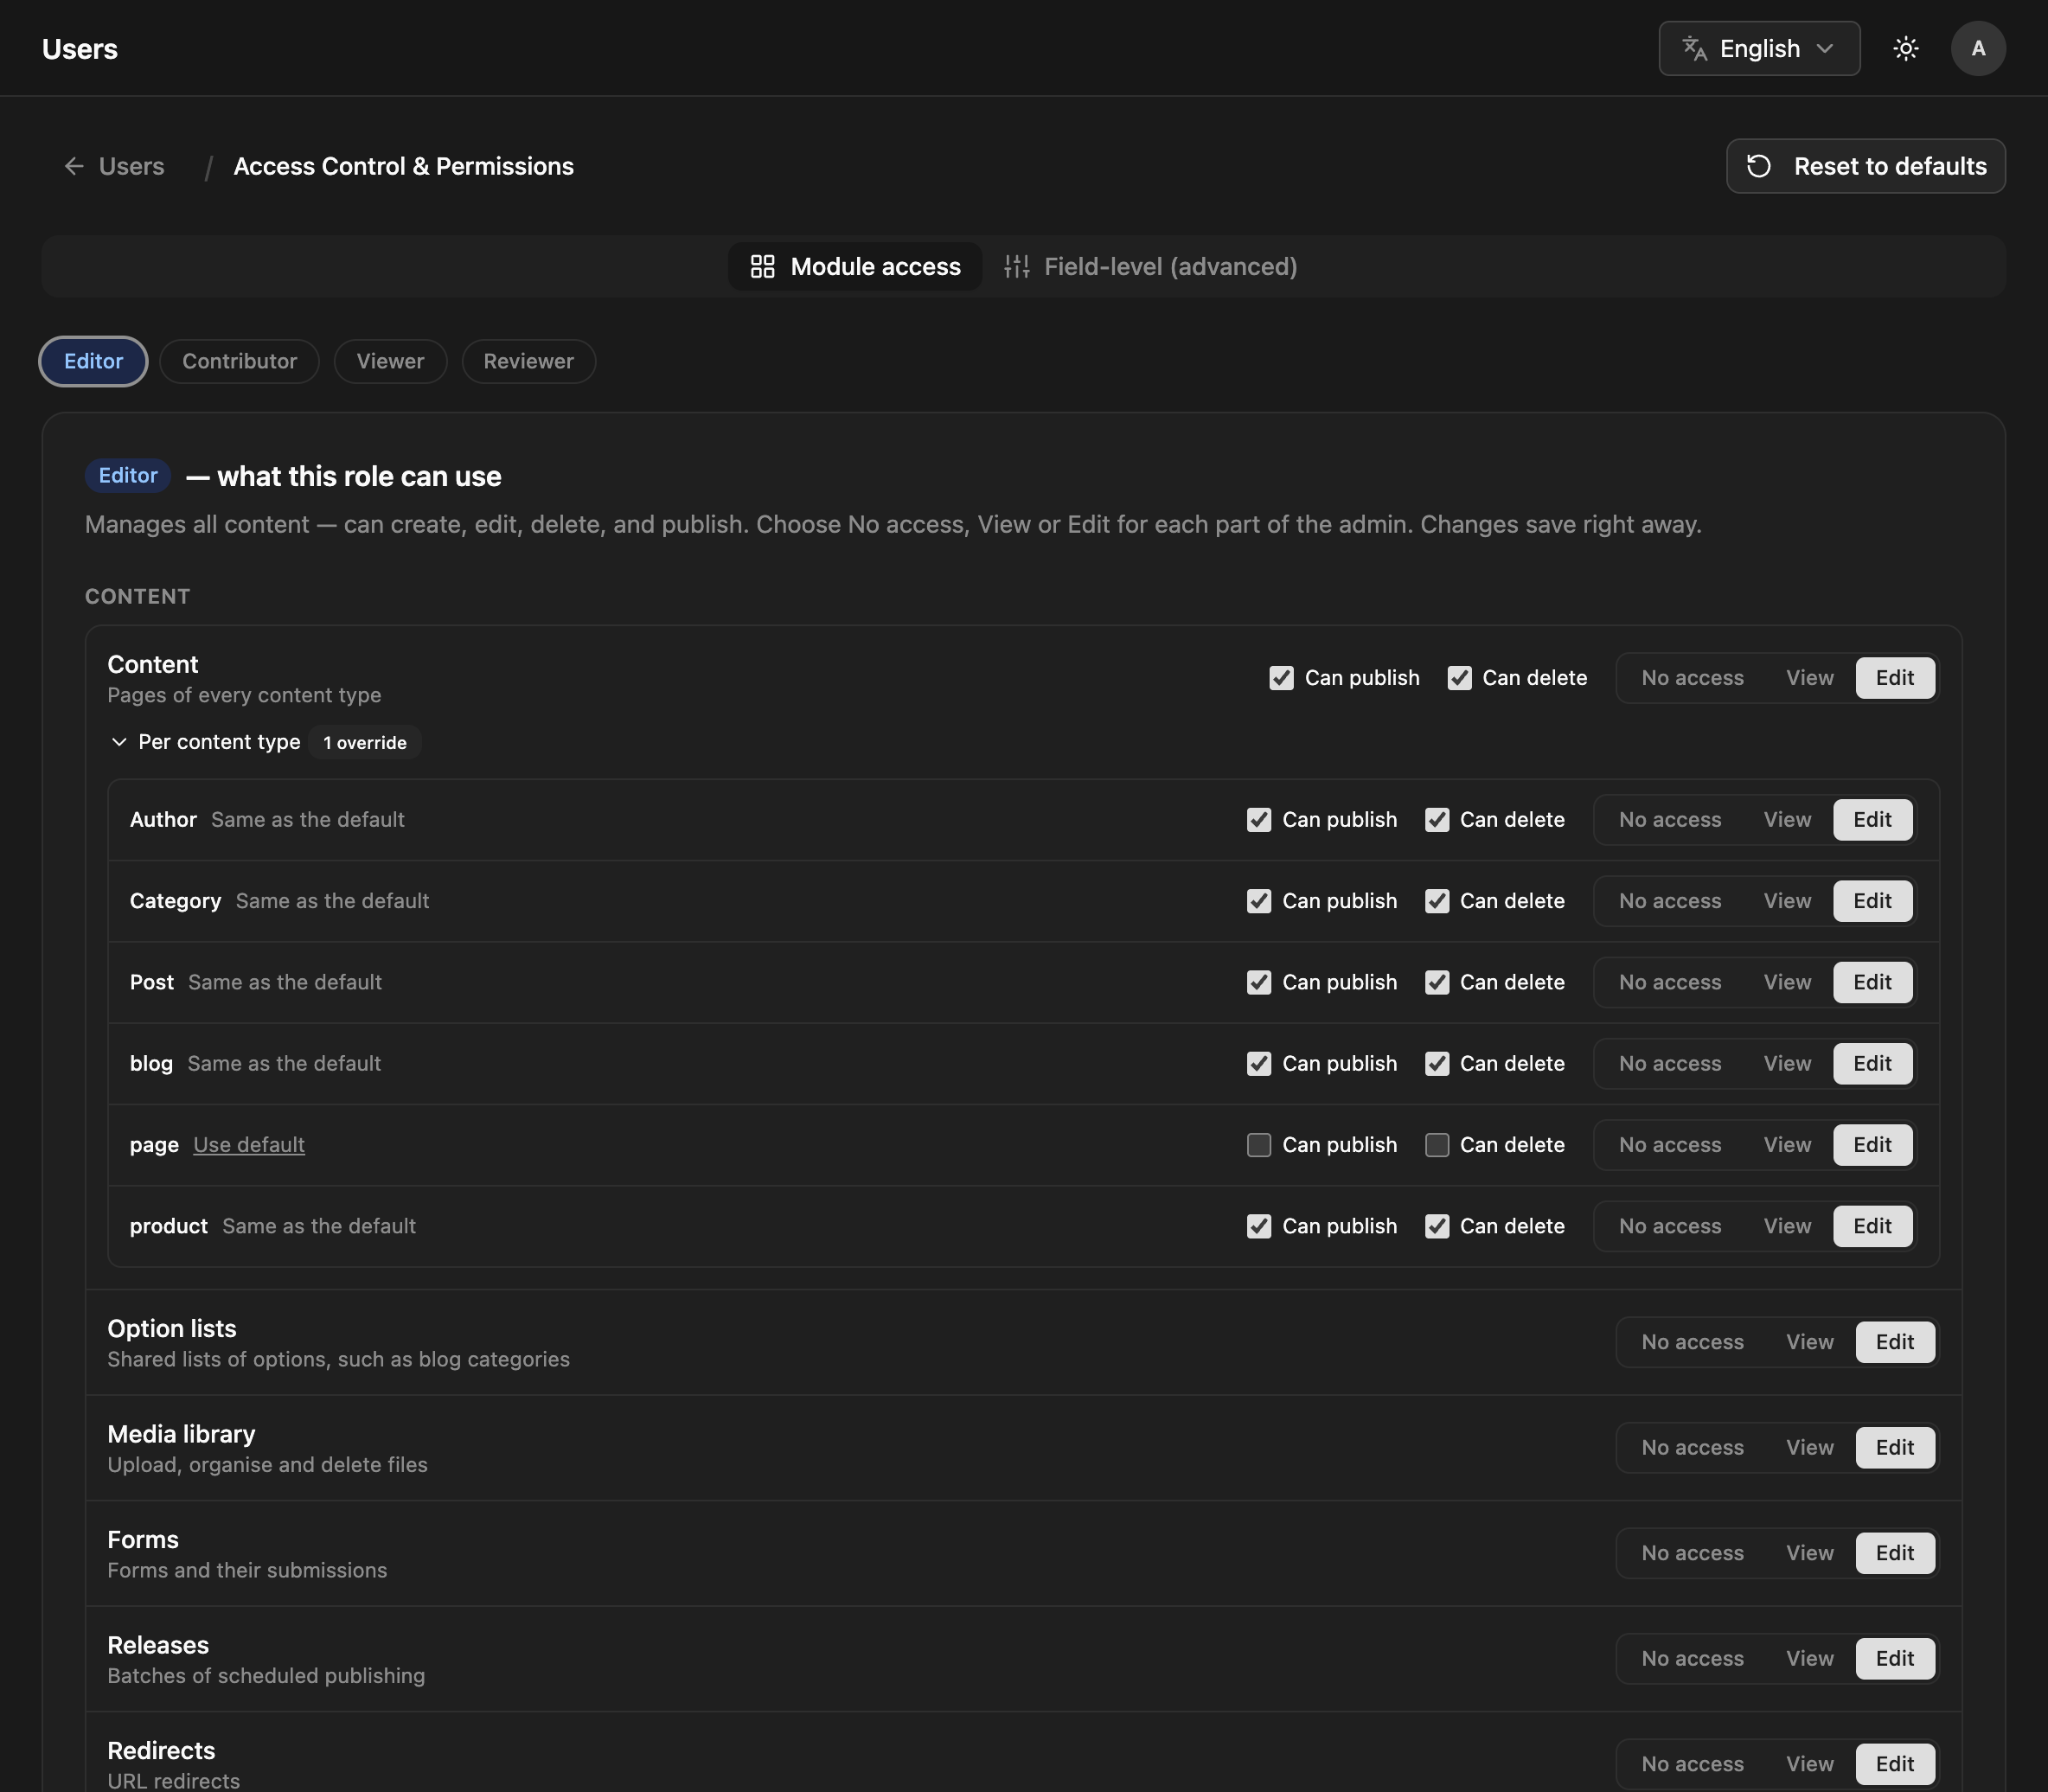 Users
English
A
Users / Access Control & Permissions
Reset to defaults
Module access
Field-level (advanced)
Editor
Contributor
Viewer
Reviewer
Editor — what this role can use
Manages all content — can create, edit, delete, and publish. Choose No access, View or Edit for each part of the admin. Changes save right away.
CONTENT
Content
Pages of every content type
Can publish Can delete No access View Edit
Per content type 1 override
Author Same as the default Can publish Can delete No access View Edit
Category Same as the default Can publish Can delete No access View Edit
Post Same as the default Can publish Can delete No access View Edit
blog Same as the default Can publish Can delete No access View Edit
page Use default Can publish Can delete No access View Edit
product Same as the default Can publish Can delete No access View Edit
Option lists
Shared lists of options, such as blog categories
No access View Edit
Media library
Upload, organise and delete files
No access View Edit
Forms
Forms and their submissions
No access View Edit
Releases
Batches of scheduled publishing
No access View Edit
Redirects
URL redirects
No access View Edit